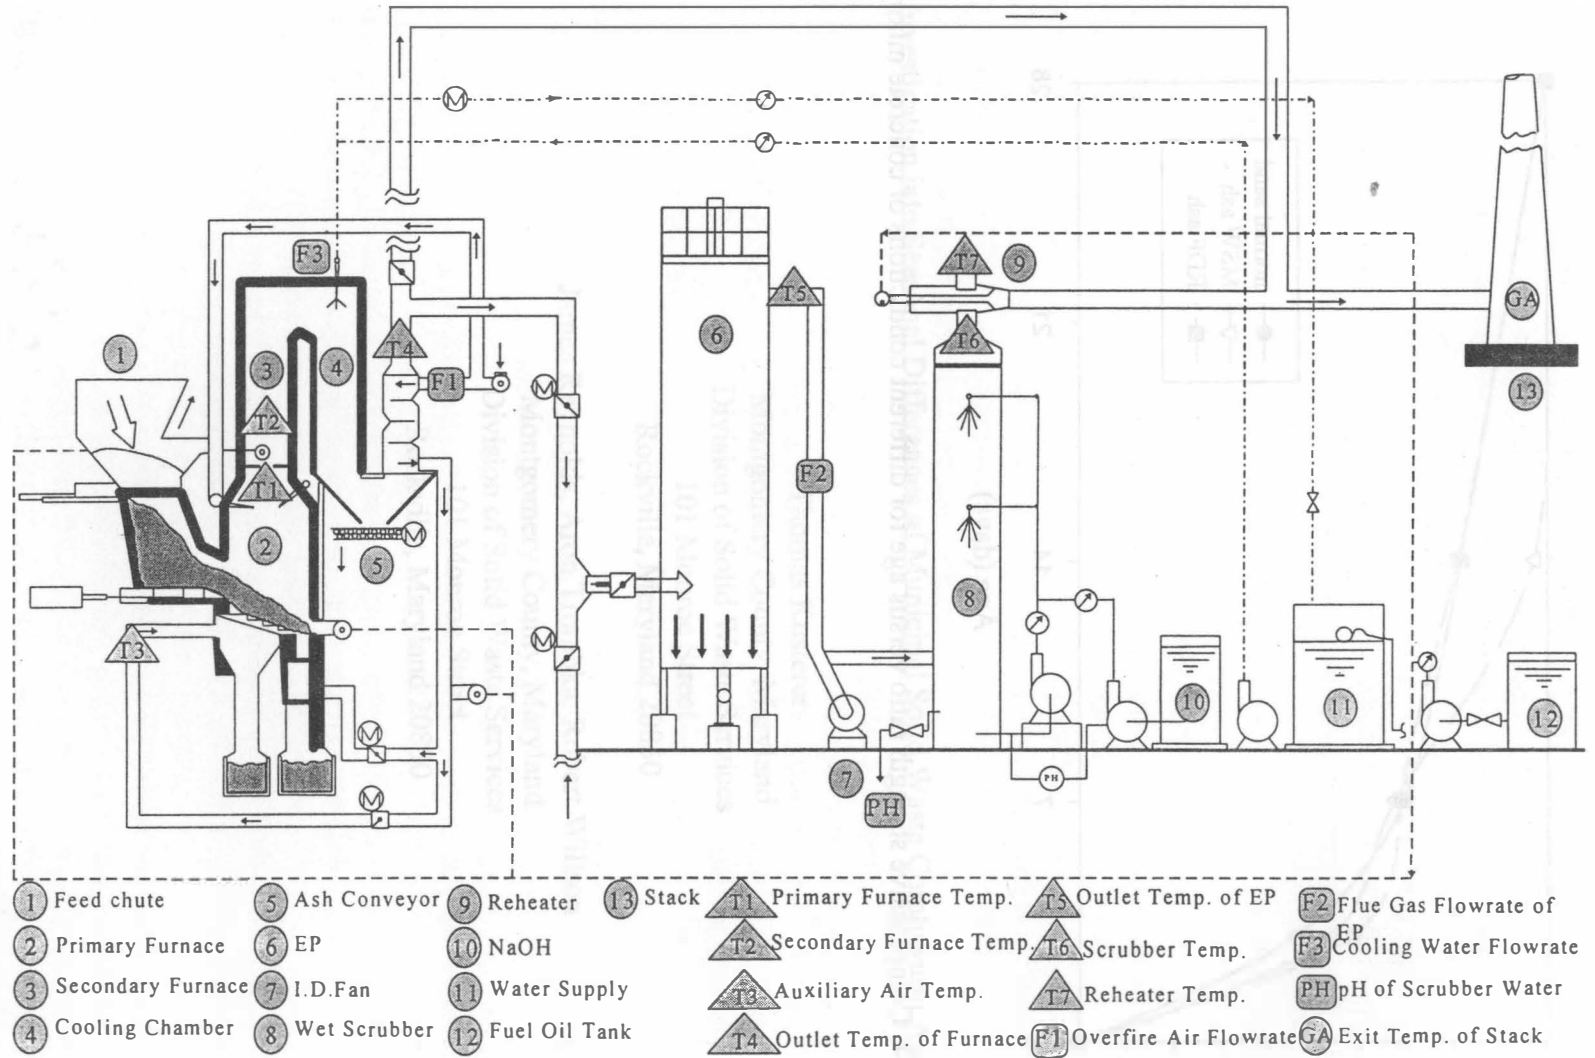 F3
T7
9
1
3
4
T4
F1
T2
T1
2
5
T3
6
T5
F2
T6
8
GA
13
10
11
12
7
PH
PH
M
M
M
M
M
M
1 Feed chute
5 Ash Conveyor
9 Reheater
13 Stack
T1 Primary Furnace Temp.
T5 Outlet Temp. of EP
F2 Flue Gas Flowrate of
EP
2 Primary Furnace
6 EP
10 NaOH
T2 Secondary Furnace Temp.
T6 Scrubber Temp.
F3 Cooling Water Flowrate
3 Secondary Furnace
7 I.D.Fan
11 Water Supply
T3 Auxiliary Air Temp.
T7 Reheater Temp.
PH pH of Scrubber Water
4 Cooling Chamber
8 Wet Scrubber
12 Fuel Oil Tank
T4 Outlet Temp. of Furnace
F1 Overfire Air Flowrate
GA Exit Temp. of Stack